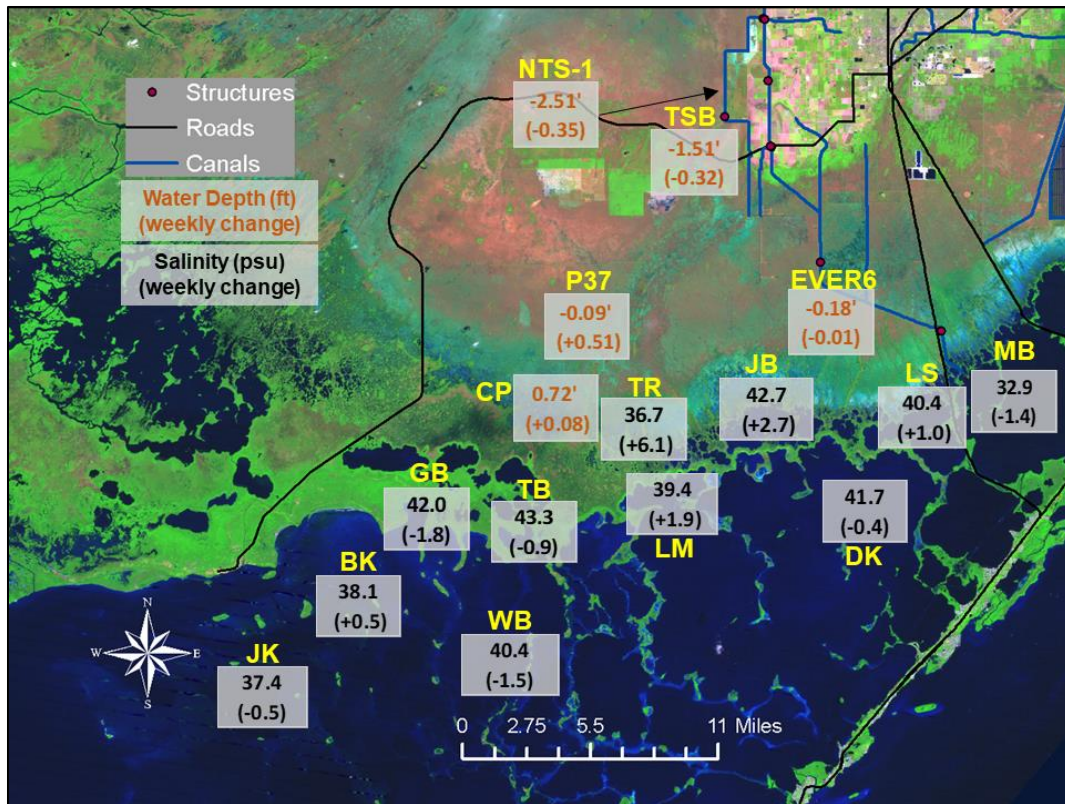 NTS-1
-2.51'
(-0.35)
TSB
-1.51'
(-0.32)
Structures
Roads
Canals
Water Depth (ft)
(weekly change)
Salinity (psu)
(weekly change)
P37
-0.09'
(+0.51)
EVER6
-0.18'
(-0.01)
CP
0.72'
(+0.08)
TR
36.7
(+6.1)
JB
42.7
(+2.7)
LS
40.4
(+1.0)
MB
32.9
(-1.4)
GB
42.0
(-1.8)
TB
43.3
(-0.9)
39.4
(+1.9)
LM
41.7
(-0.4)
DK
BK
38.1
(+0.5)
WB
40.4
(-1.5)
JK
37.4
(-0.5)
N
W
E
S
0 2.75 5.5 11 Miles